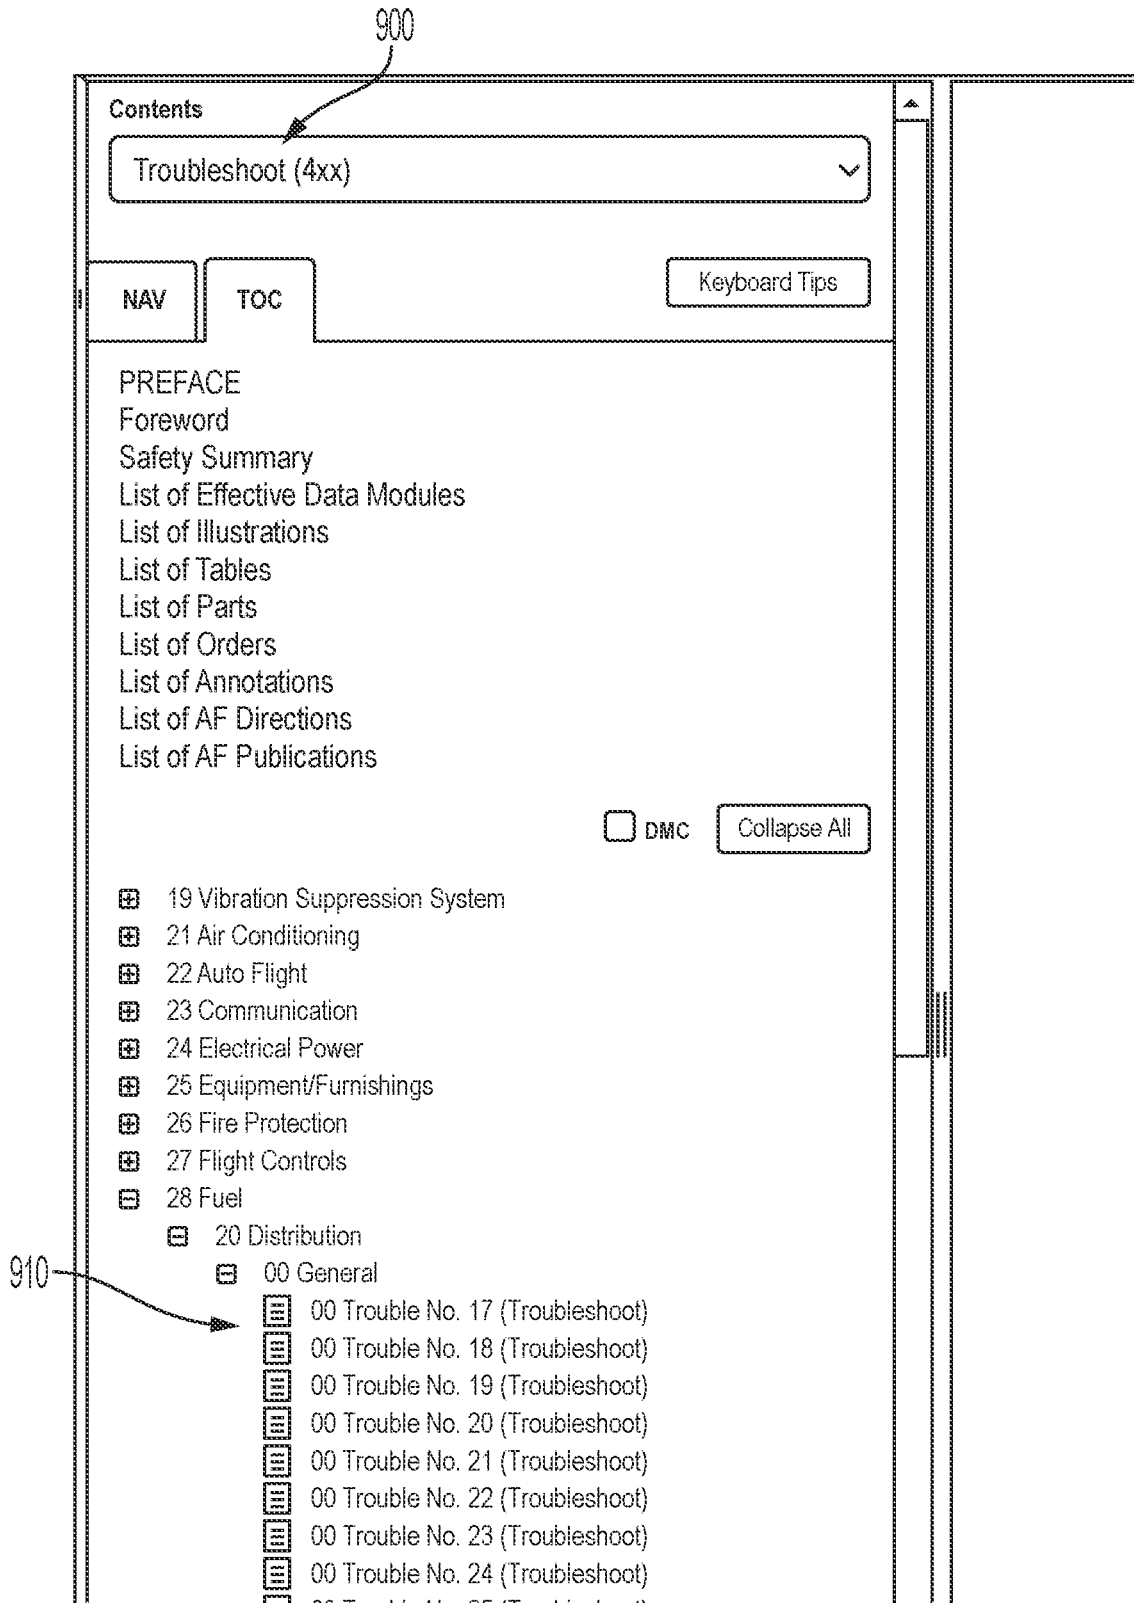 900
Contents
Troubleshoot (4xx)
NAV TOC Keyboard Tips
PREFACE
Foreword
Safety Summary
List of Effective Data Modules
List of Illustrations
List of Tables
List of Parts
List of Orders
List of Annotations
List of AF Directions
List of AF Publications
DMC Collapse All
19 Vibration Suppression System
21 Air Conditioning
22 Auto Flight
23 Communication
24 Electrical Power
25 Equipment/Furnishings
26 Fire Protection
27 Flight Controls
28 Fuel
20 Distribution
910 00 General
00 Trouble No. 17 (Troubleshoot)
00 Trouble No. 18 (Troubleshoot)
00 Trouble No. 19 (Troubleshoot)
00 Trouble No. 20 (Troubleshoot)
00 Trouble No. 21 (Troubleshoot)
00 Trouble No. 22 (Troubleshoot)
00 Trouble No. 23 (Troubleshoot)
00 Trouble No. 24 (Troubleshoot)